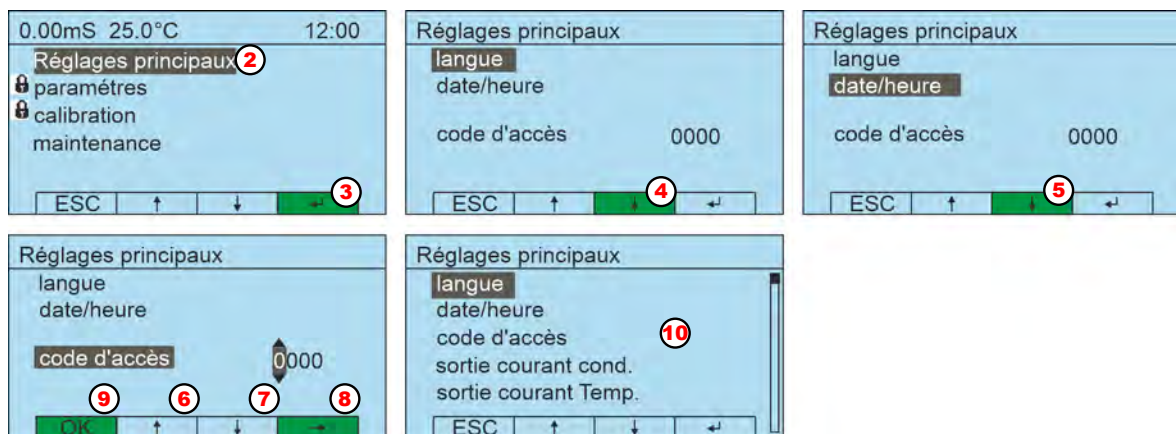 0.00mS 25.0°C 12:00
Réglages principaux 2
paramétres
calibration
maintenance
3
ESC ↑ ↓ ↵
Réglages principaux
langue
date/heure
code d'accès 0000
4
ESC ↑ ↓ ↵
Réglages principaux
langue
date/heure
code d'accès 0000
5
ESC ↑ ↓ ↵
Réglages principaux
langue
date/heure
code d'accès 0000
9 6 7 8
OK ↑ ↓ →
Réglages principaux
langue
date/heure
code d'accès 10
sortie courant cond.
sortie courant Temp.
ESC ↑ ↓ ↵